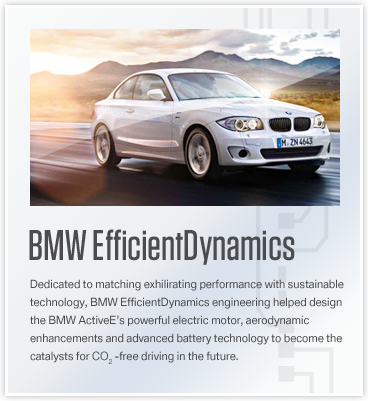 M:ZN 4643
BMW EfficientDynamics
Dedicated to matching exhilirating performance with sustainable
technology, BMW EfficientDynamics engineering helped design
the BMW ActiveE's powerful electric motor, aerodynamic
enhancements and advanced battery technology to become the
catalysts for CO₂ -free driving in the future.